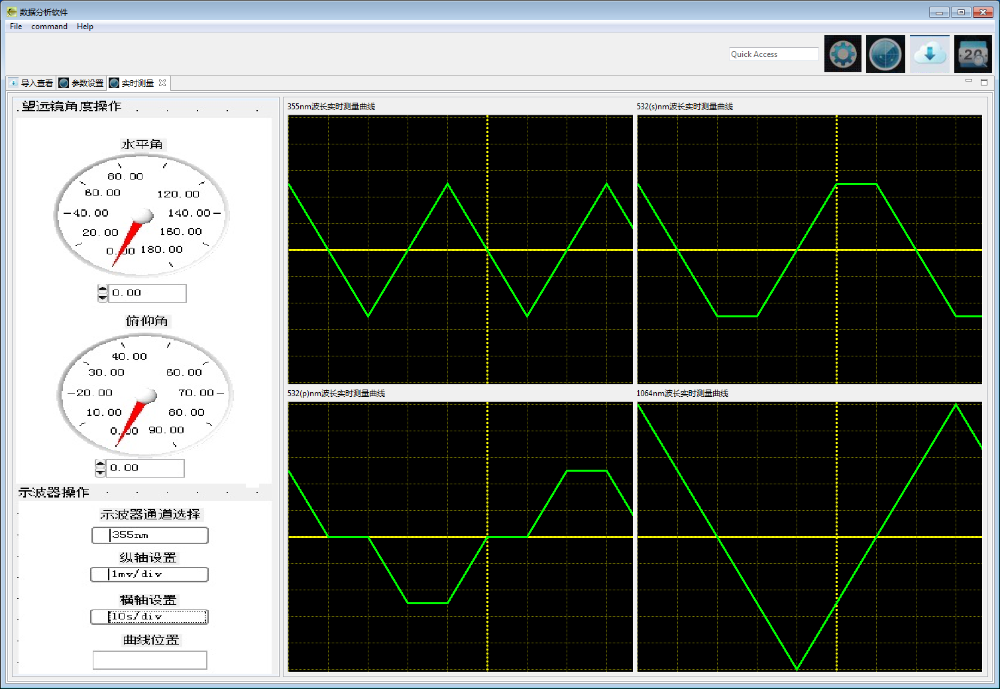 数据分析软件
File command Help
Quick Access
28
导入查看 参数设置 实时测量
望远镜角度操作
水平角
80.00
60.00 120.00
40.00 140.00
20.00 160.00
0.00 180.00
0.00
俯仰角
40.00
30.00 60.00
20.00 70.00
10.00 80.00
0.00 90.00
0.00
示波器操作
示波器通道选择
355nm
纵轴设置
1mv/div
横轴设置
10s/div
曲线位置
355nm波长实时测量曲线
532(s)nm波长实时测量曲线
532(p)nm波长实时测量曲线
1064nm波长实时测量曲线